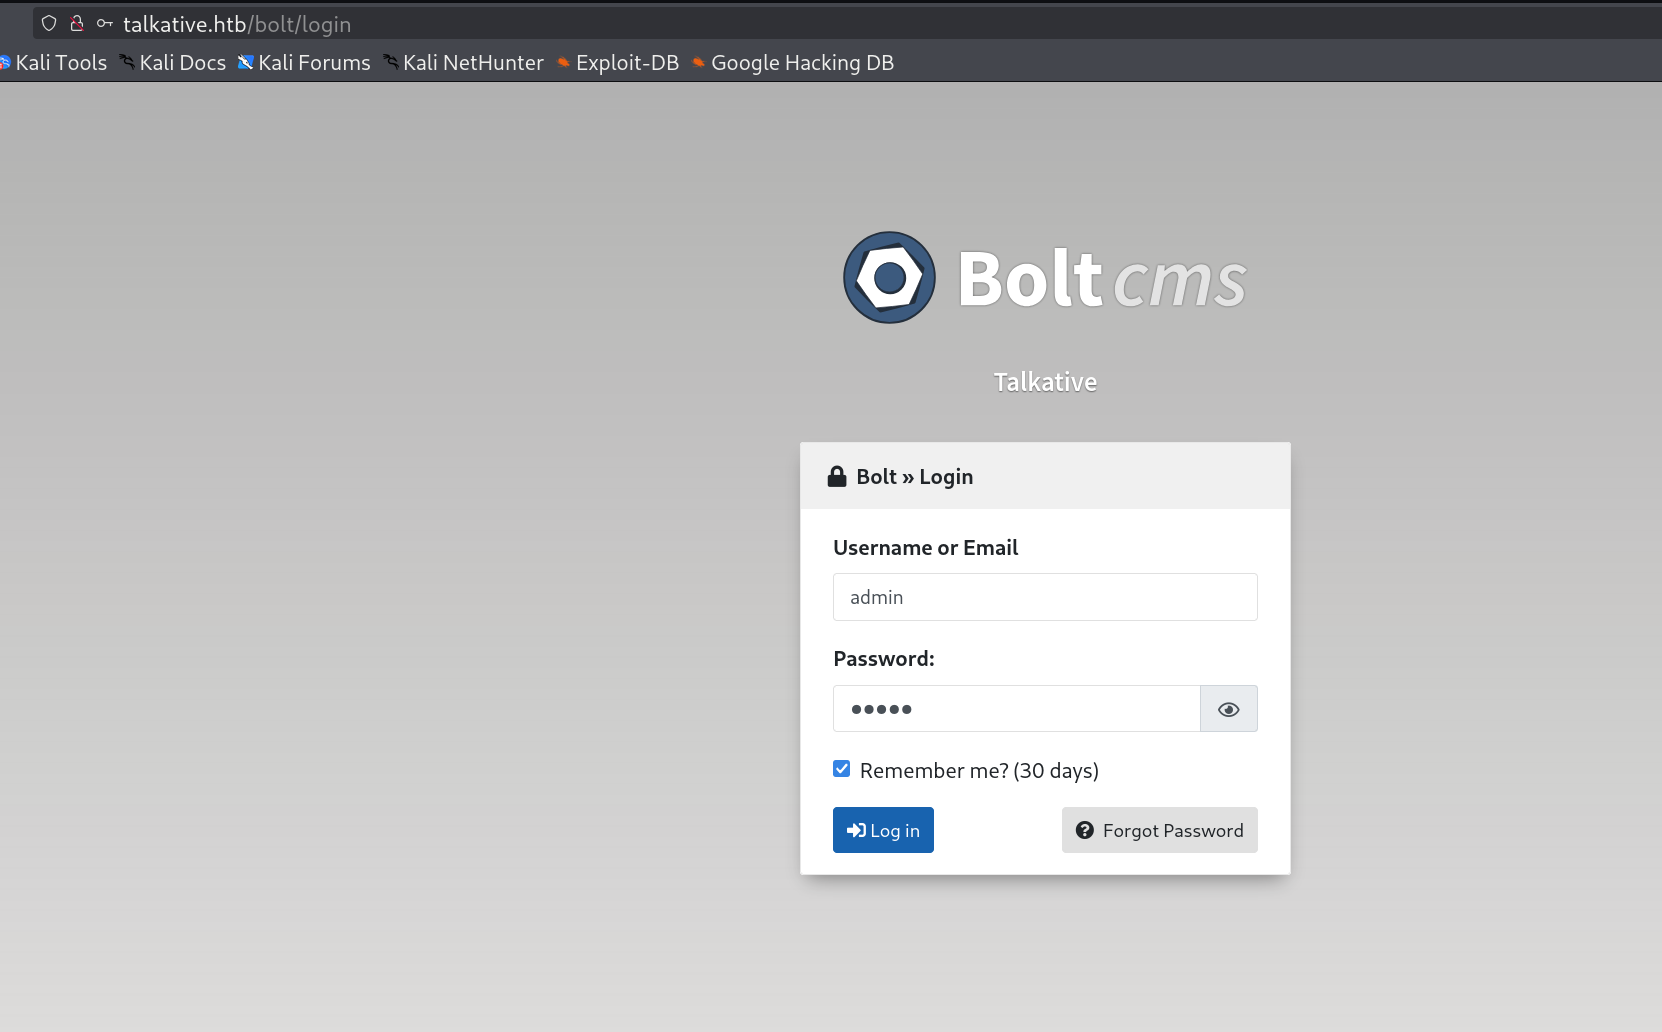 talkative.htb/bolt/login
Kali Tools Kali Docs Kali Forums Kali NetHunter Exploit-DB Google Hacking DB
Bolt cms
Talkative
Bolt » Login
Username or Email
admin
Password:
•••••
Remember me? (30 days)
Log in Forgot Password